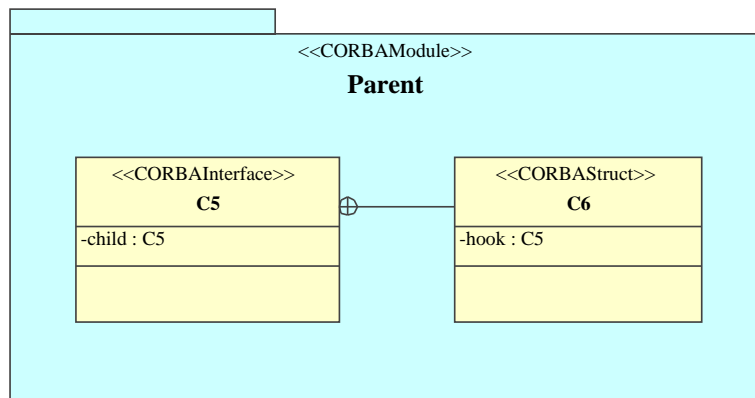 <<CORBAModule>>
Parent
<<CORBAInterface>>
C5
-child : C5
<<CORBAStruct>>
C6
-hook : C5